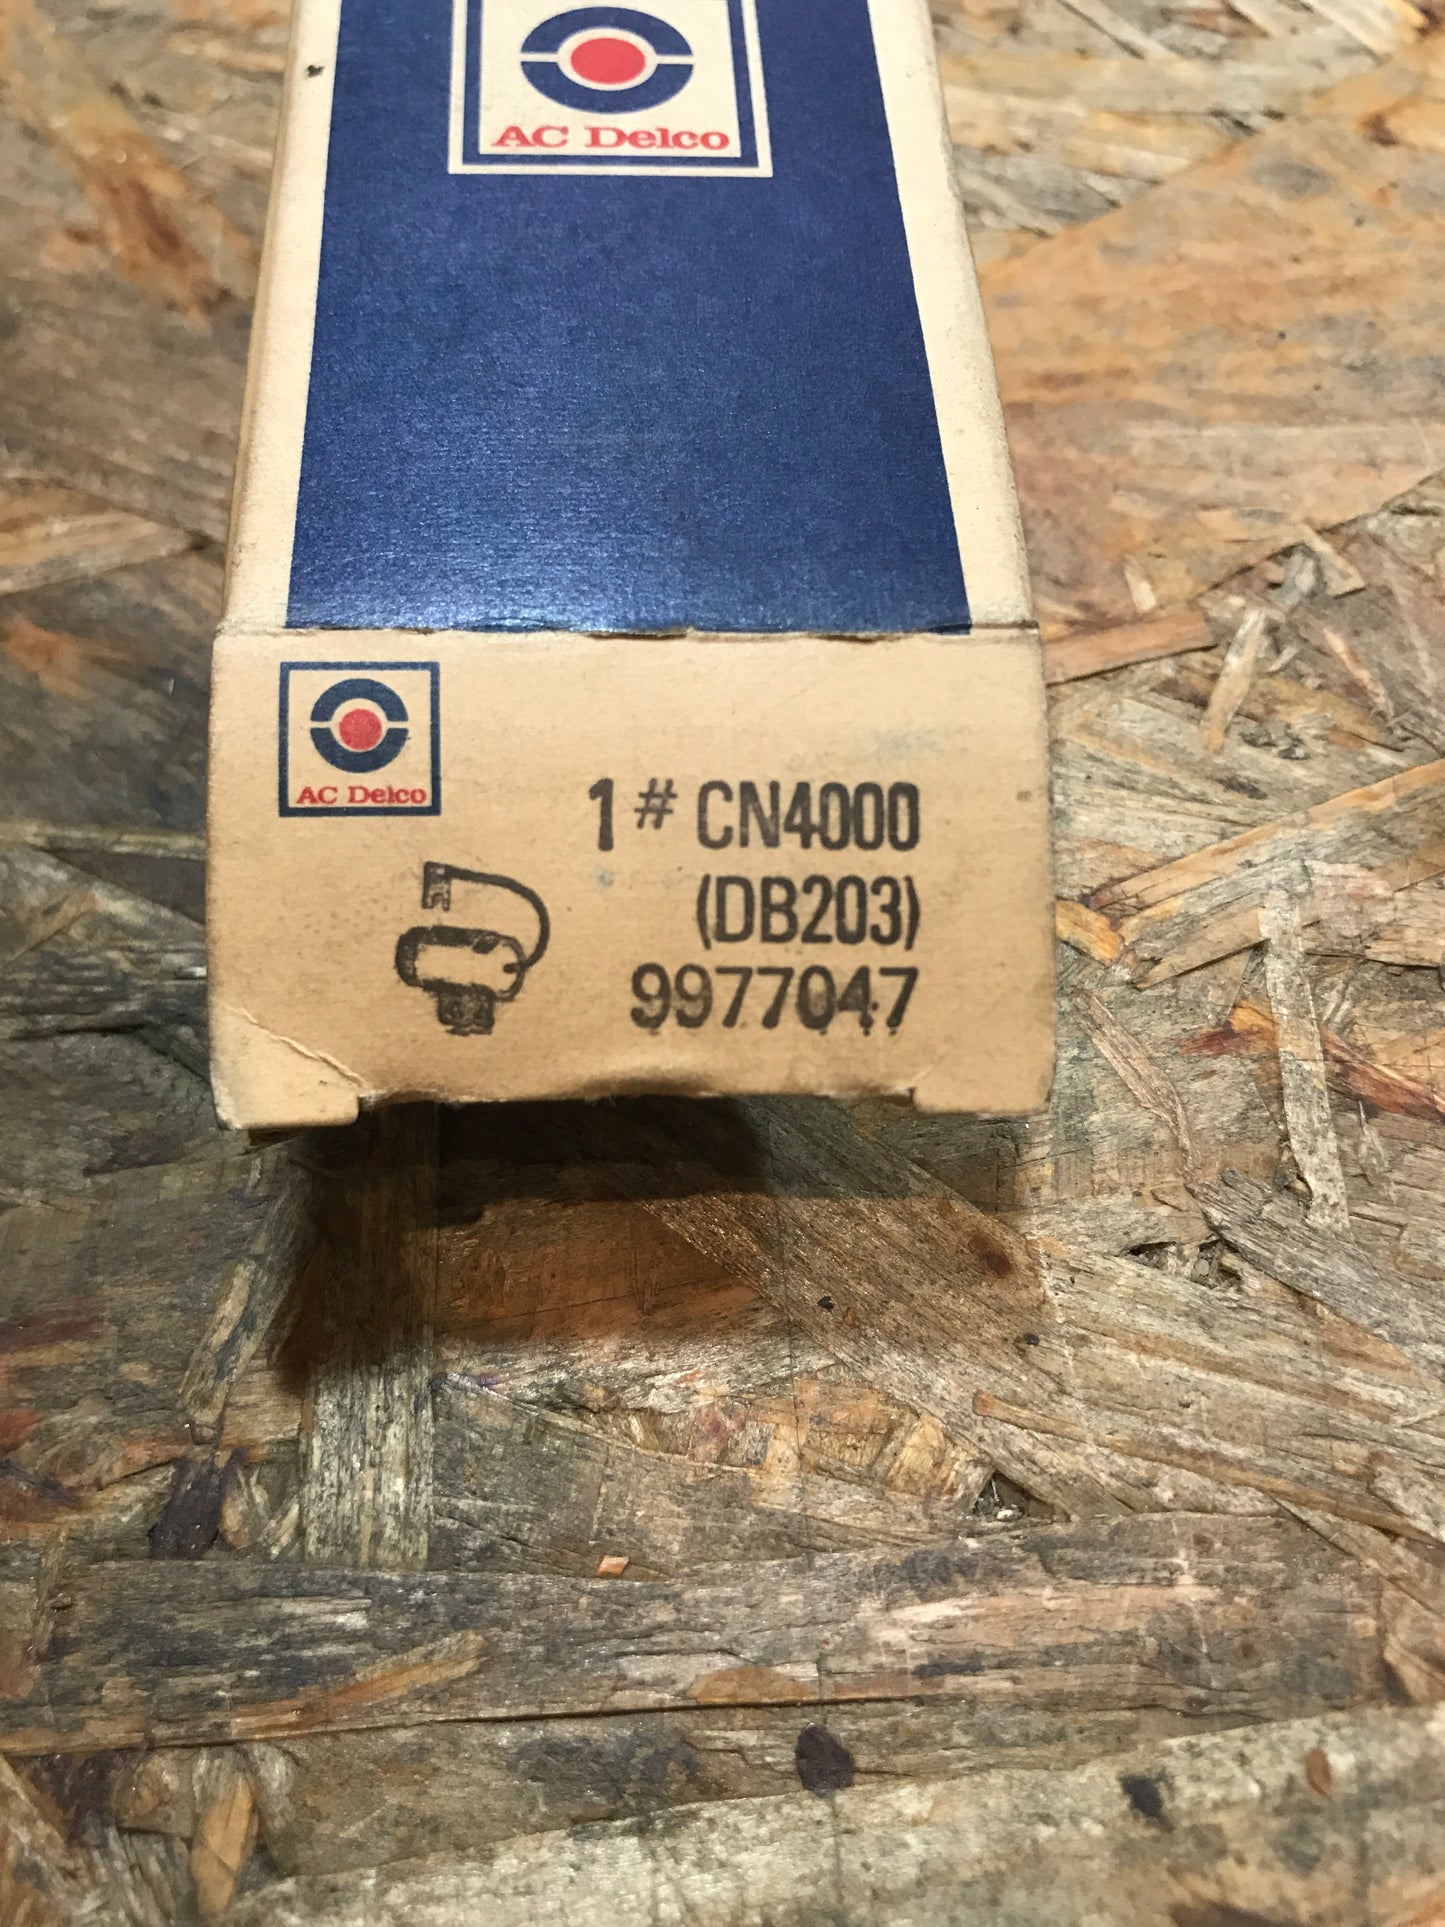 AC Delco
AC Delco
1 # CN4000
(DB203)
9977047